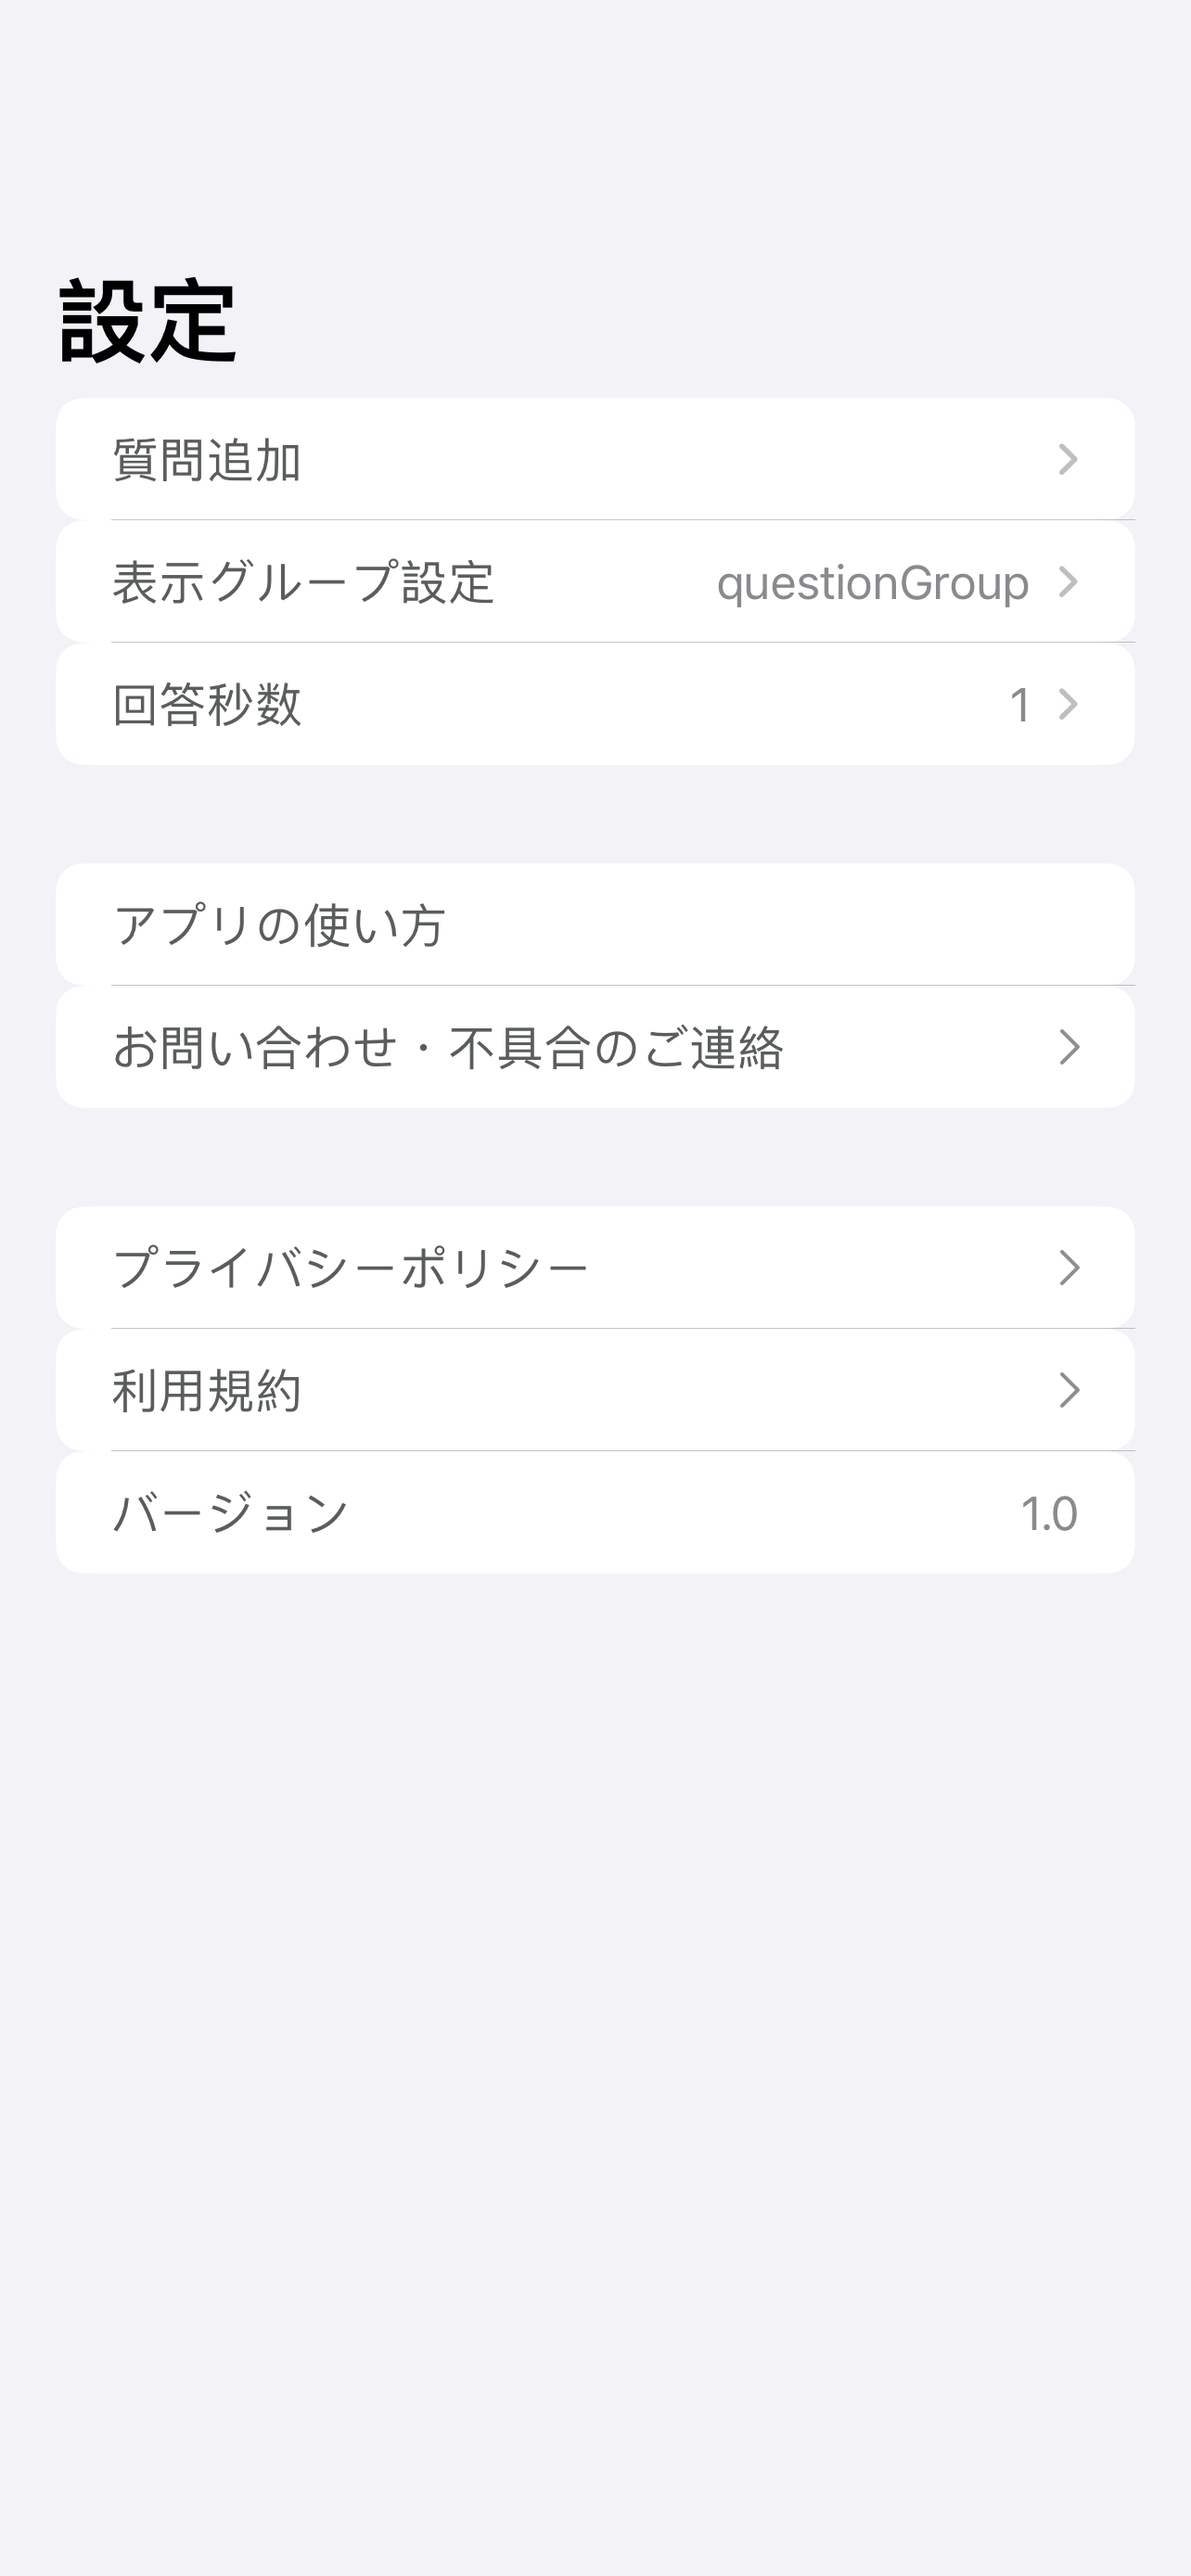 設定
質問追加
表示グループ設定 questionGroup
回答秒数 1
アプリの使い方
お問い合わせ・不具合のご連絡
プライバシーポリシー
利用規約
バージョン 1.0